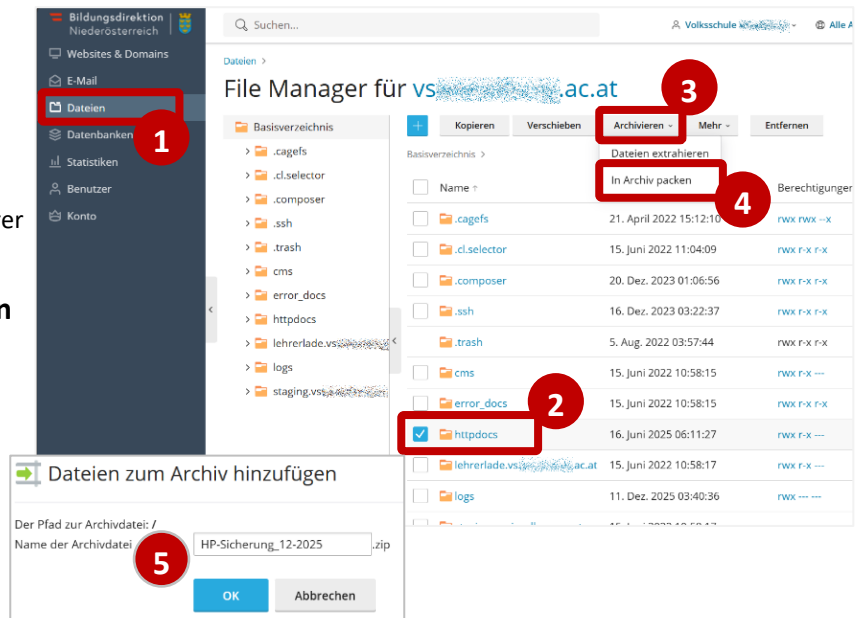 Bildungsdirektion
Niederösterreich
Suchen...
Volksschule
Alle A
Websites & Domains
E-Mail
Dateien
Datenbanken
Statistiken
Benutzer
Konto
1
er
n
Dateien >
File Manager für vs .ac.at
3
Basisverzeichnis
.cagefs
.cl.selector
.composer
.ssh
.trash
cms
error_docs
httpdocs
lehrerlade.vs
logs
staging.vs
+ Kopieren Verschieben Archivieren Mehr Entfernen
Dateien extrahieren
In Archiv packen
4
Basisverzeichnis >
Name ↑ Berechtigungen
.cagefs 21. April 2022 15:12:10 rwx rwx --x
.cl.selector 15. Juni 2022 11:04:09 rwx r-x r-x
.composer 20. Dez. 2023 01:06:56 rwx r-x r-x
.ssh 16. Dez. 2023 03:22:37 rwx r-x r-x
.trash 5. Aug. 2022 03:57:44 rwx r-x r-x
cms 15. Juni 2022 10:58:15 rwx r-x ---
error_docs 15. Juni 2022 10:58:15 rwx r-x r-x
2
httpdocs 16. Juni 2025 06:11:27 rwx r-x ---
lehrerlade.vs .ac.at 15. Juni 2022 10:58:17 rwx r-x ---
logs 11. Dez. 2025 03:40:36 rwx --- ---
Dateien zum Archiv hinzufügen
Der Pfad zur Archivdatei: /
Name der Archivdatei HP-Sicherung_12-2025 .zip
5
OK Abbrechen